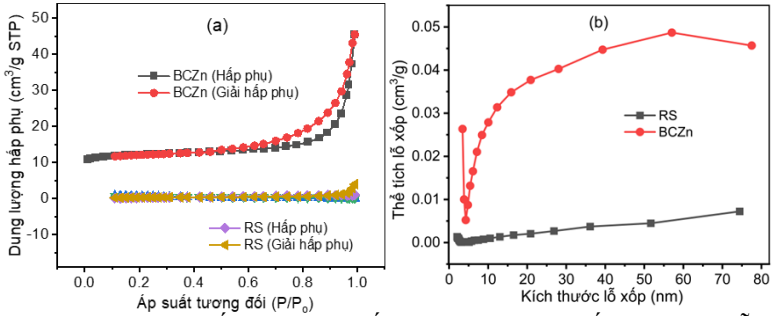 (a)
50
40
30
20
10
0
-10
0.0 0.2 0.4 0.6 0.8 1.0
Dung lượng hấp phụ (cm³/g STP)
Áp suất tương đối (P/P₀)
BCZn (Hấp phụ)
BCZn (Giải hấp phụ)
RS (Hấp phụ)
RS (Giải hấp phụ)
(b)
0.05
0.04
0.03
0.02
0.01
0.00
0 10 20 30 40 50 60 70 80
Thể tích lỗ xốp (cm³/g)
Kích thước lỗ xốp (nm)
RS
BCZn